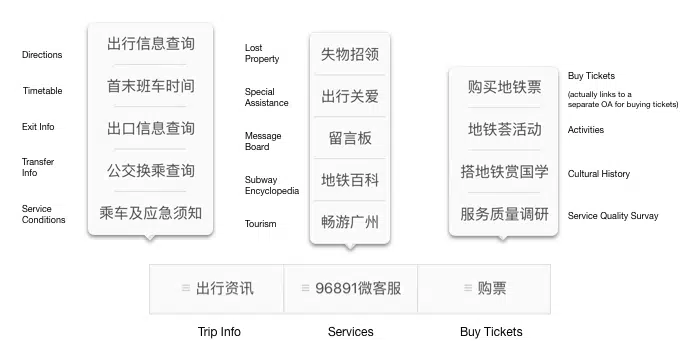 Directions
Timetable
Exit Info
Transfer
Info
Service
Conditions
出行信息查询
首末班车时间
出口信息查询
公交换乘查询
乘车及应急须知
Lost
Property
Special
Assistance
Message
Board
Subway
Encyclopedia
Tourism
失物招领
出行关爱
留言板
地铁百科
畅游广州
购买地铁票
地铁荟活动
搭地铁赏国学
服务质量调研
Buy Tickets
(actually links to a
separate OA for buying tickets)
Activities
Cultural History
Service Quality Survay
出行资讯
96891微客服
购票
Trip Info
Services
Buy Tickets